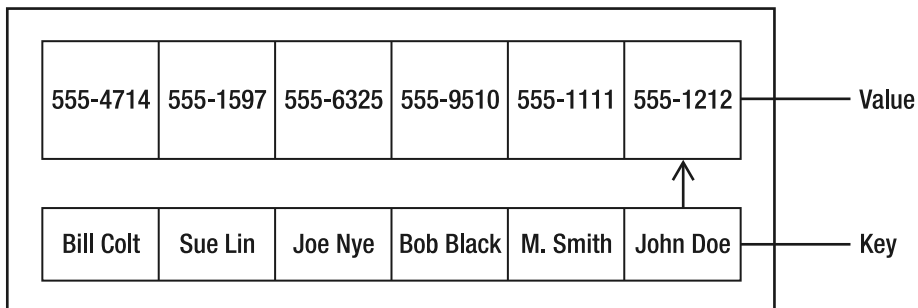 555-4714 555-1597 555-6325 555-9510 555-1111 555-1212 Value
Bill Colt Sue Lin Joe Nye Bob Black M. Smith John Doe Key